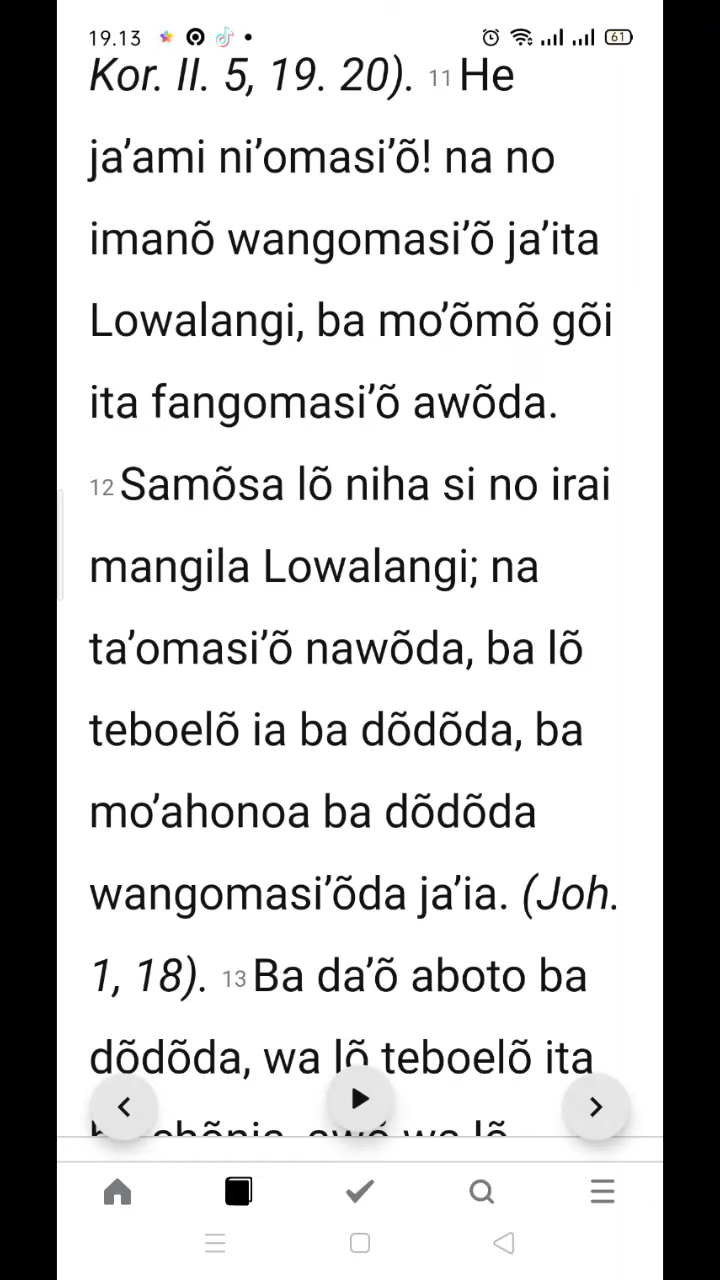 19.13
61
Kor. II. 5, 19. 20). 11 He
ja’ami ni’omasi’õ! na no
imanõ wangomasi’õ ja’ita
Lowalangi, ba mo’õmõ gõi
ita fangomasi’õ awõda.
12 Samõsa lõ niha si no irai
mangila Lowalangi; na
ta’omasi’õ nawõda, ba lõ
teboelõ ia ba dõdõda, ba
mo’ahonoa ba dõdõda
wangomasi’õda ja’ia. (Joh.
1, 18). 13 Ba da’õ aboto ba
dõdõda, wa lõ teboelõ ita